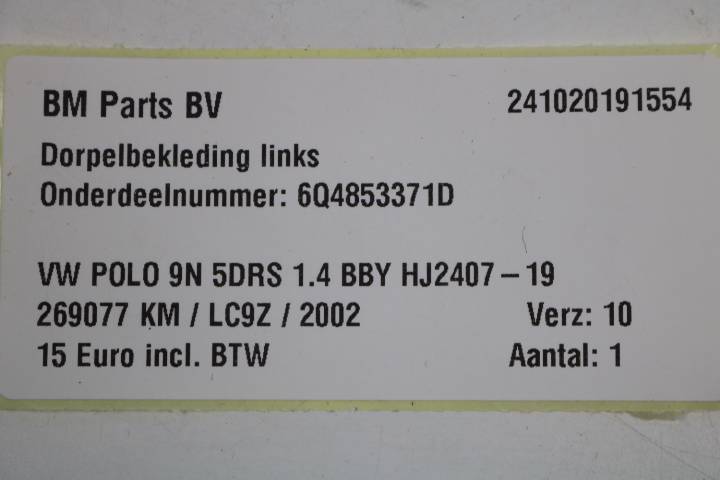 BM Parts BV 241020191554
Dorpelbekleding links
Onderdeelnummer: 6Q4853371D
VW POLO 9N 5DRS 1.4 BBY HJ2407 – 19
269077 KM / LC9Z / 2002 Verz: 10
15 Euro incl. BTW Aantal: 1